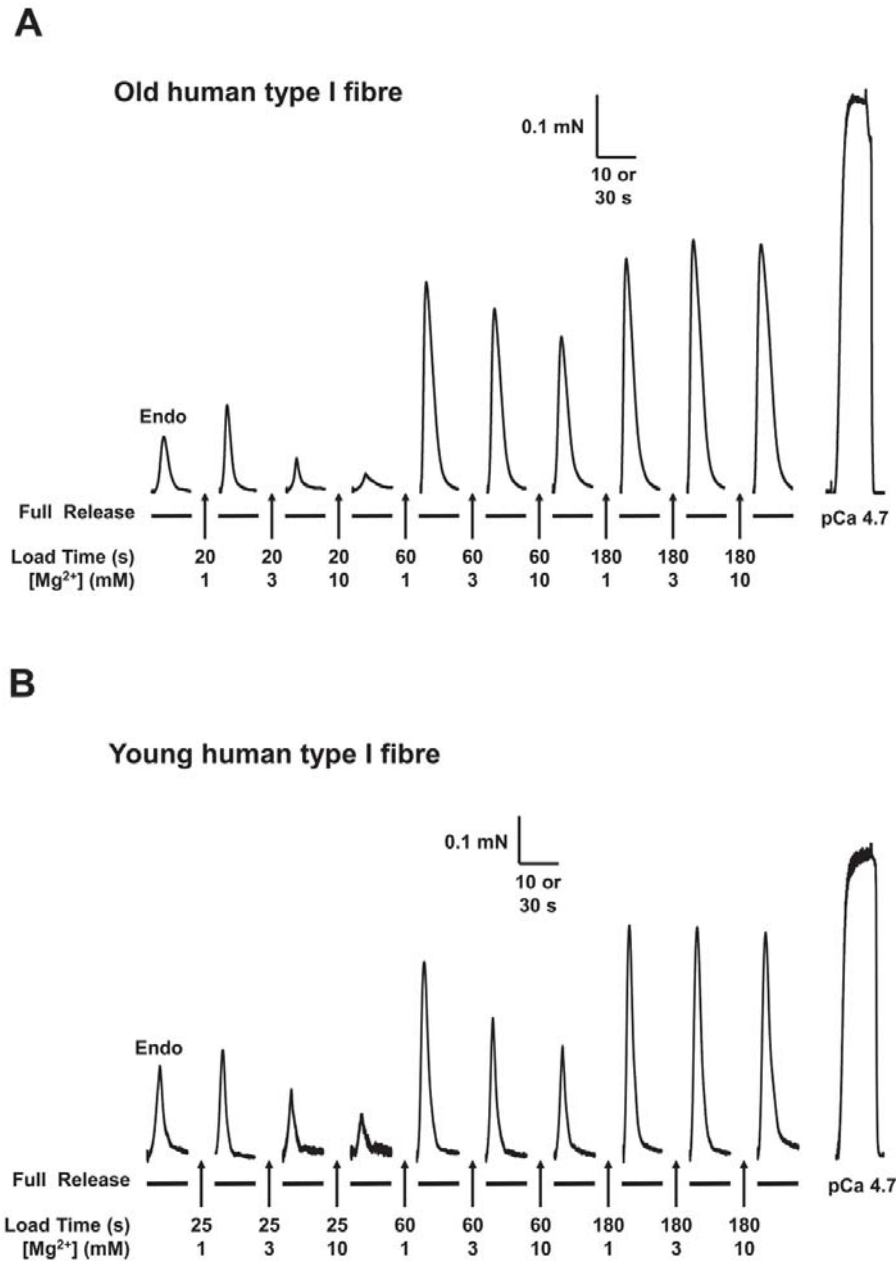 A
Old human type I fibre
0.1 mN
10 or
30 s
Endo
Full Release
pCa 4.7
Load Time (s) 20 20 20 60 60 60 180 180 180
[Mg²⁺] (mM) 1 3 10 1 3 10 1 3 10
B
Young human type I fibre
0.1 mN
10 or
30 s
Endo
Full Release
pCa 4.7
Load Time (s) 25 25 25 60 60 60 180 180 180
[Mg²⁺] (mM) 1 3 10 1 3 10 1 3 10